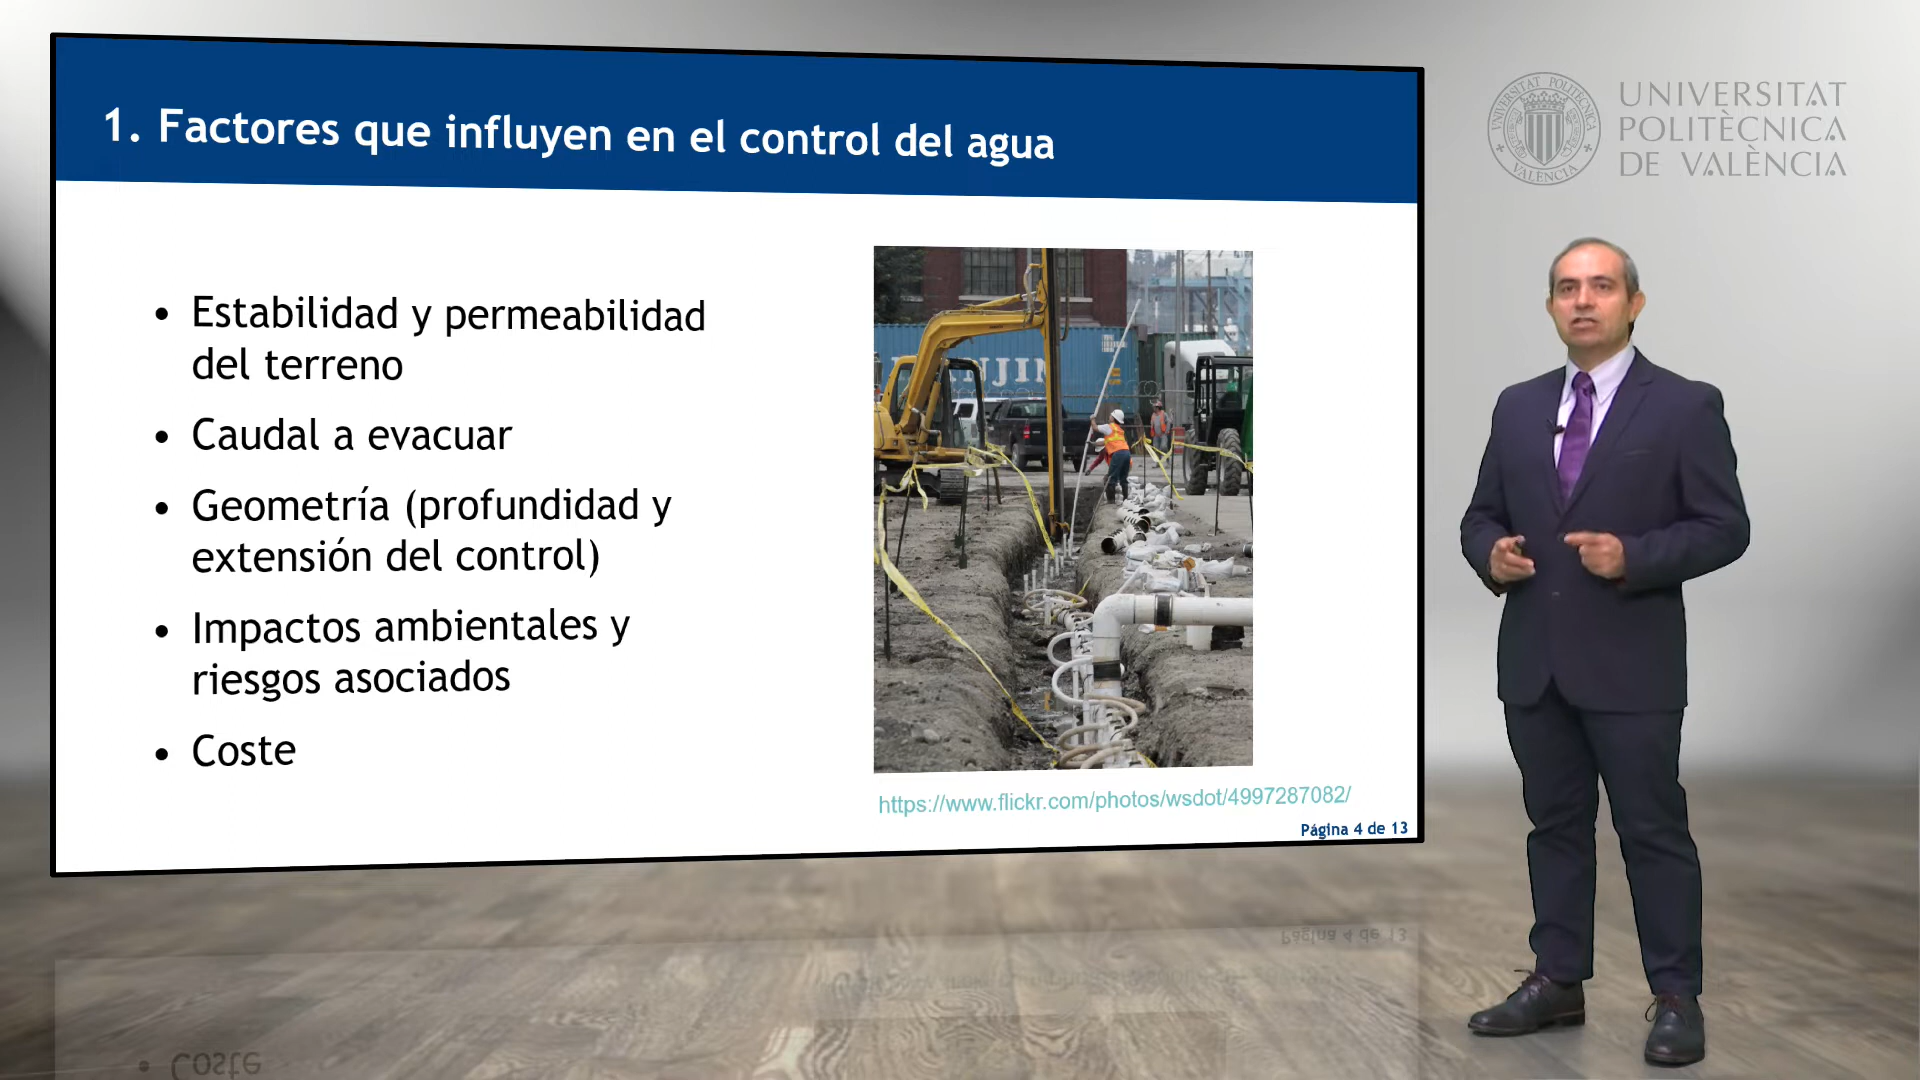 1. Factores que influyen en el control del agua
• Estabilidad y permeabilidad
del terreno
• Caudal a evacuar
• Geometría (profundidad y
extensión del control)
• Impactos ambientales y
riesgos asociados
• Coste
https://www.flickr.com/photos/wsdot/4997287082/
Página 4 de 13
UNIVERSITAT
POLITÈCNICA
DE VALÈNCIA